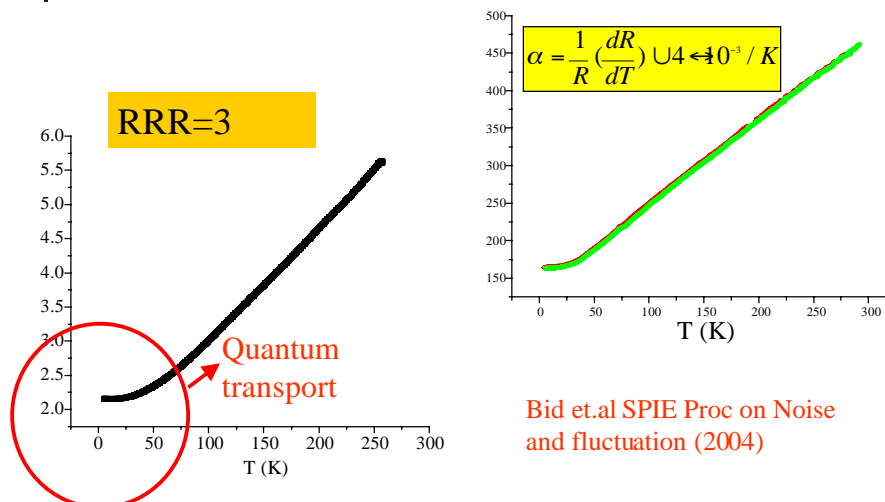 RRR=3
6.0
5.5
5.0
4.5
4.0
3.5
3.0
2.5
2.0
0 50 100 150 200 250 300
T (K)
Quantum
transport
500
450
400
350
300
250
200
150
α = 1/R (dR/dT) ∪4 ↔10⁻³ / K
0 50 100 150 200 250 300
T (K)
Bid et.al SPIE Proc on Noise
and fluctuation (2004)